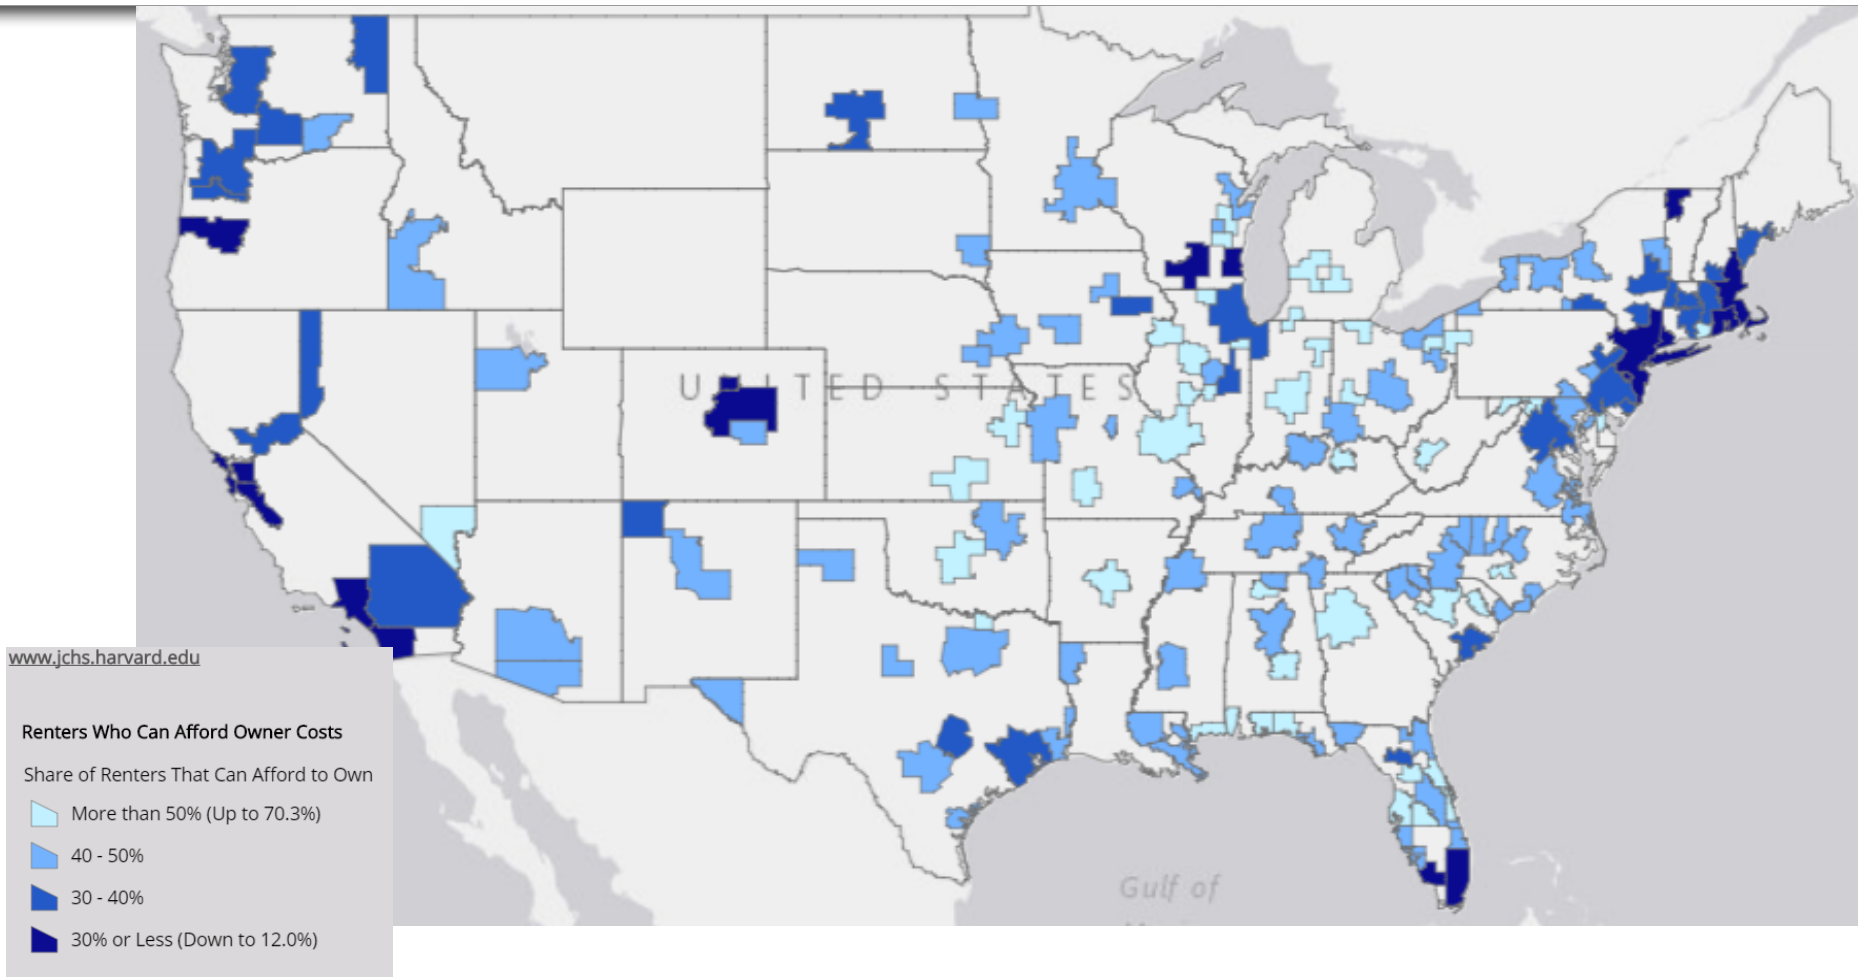 UNITED STATES
Gulf of
www.jchs.harvard.edu
Renters Who Can Afford Owner Costs
Share of Renters That Can Afford to Own
More than 50% (Up to 70.3%)
40 - 50%
30 - 40%
30% or Less (Down to 12.0%)